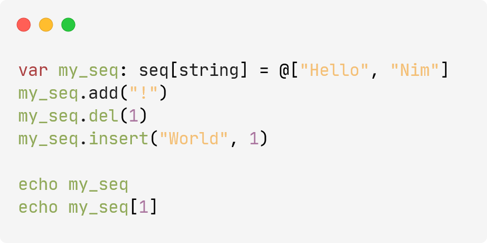 var my_seq: seq[string] = @["Hello", "Nim"]
my_seq.add("!")
my_seq.del(1)
my_seq.insert("World", 1)
echo my_seq
echo my_seq[1]